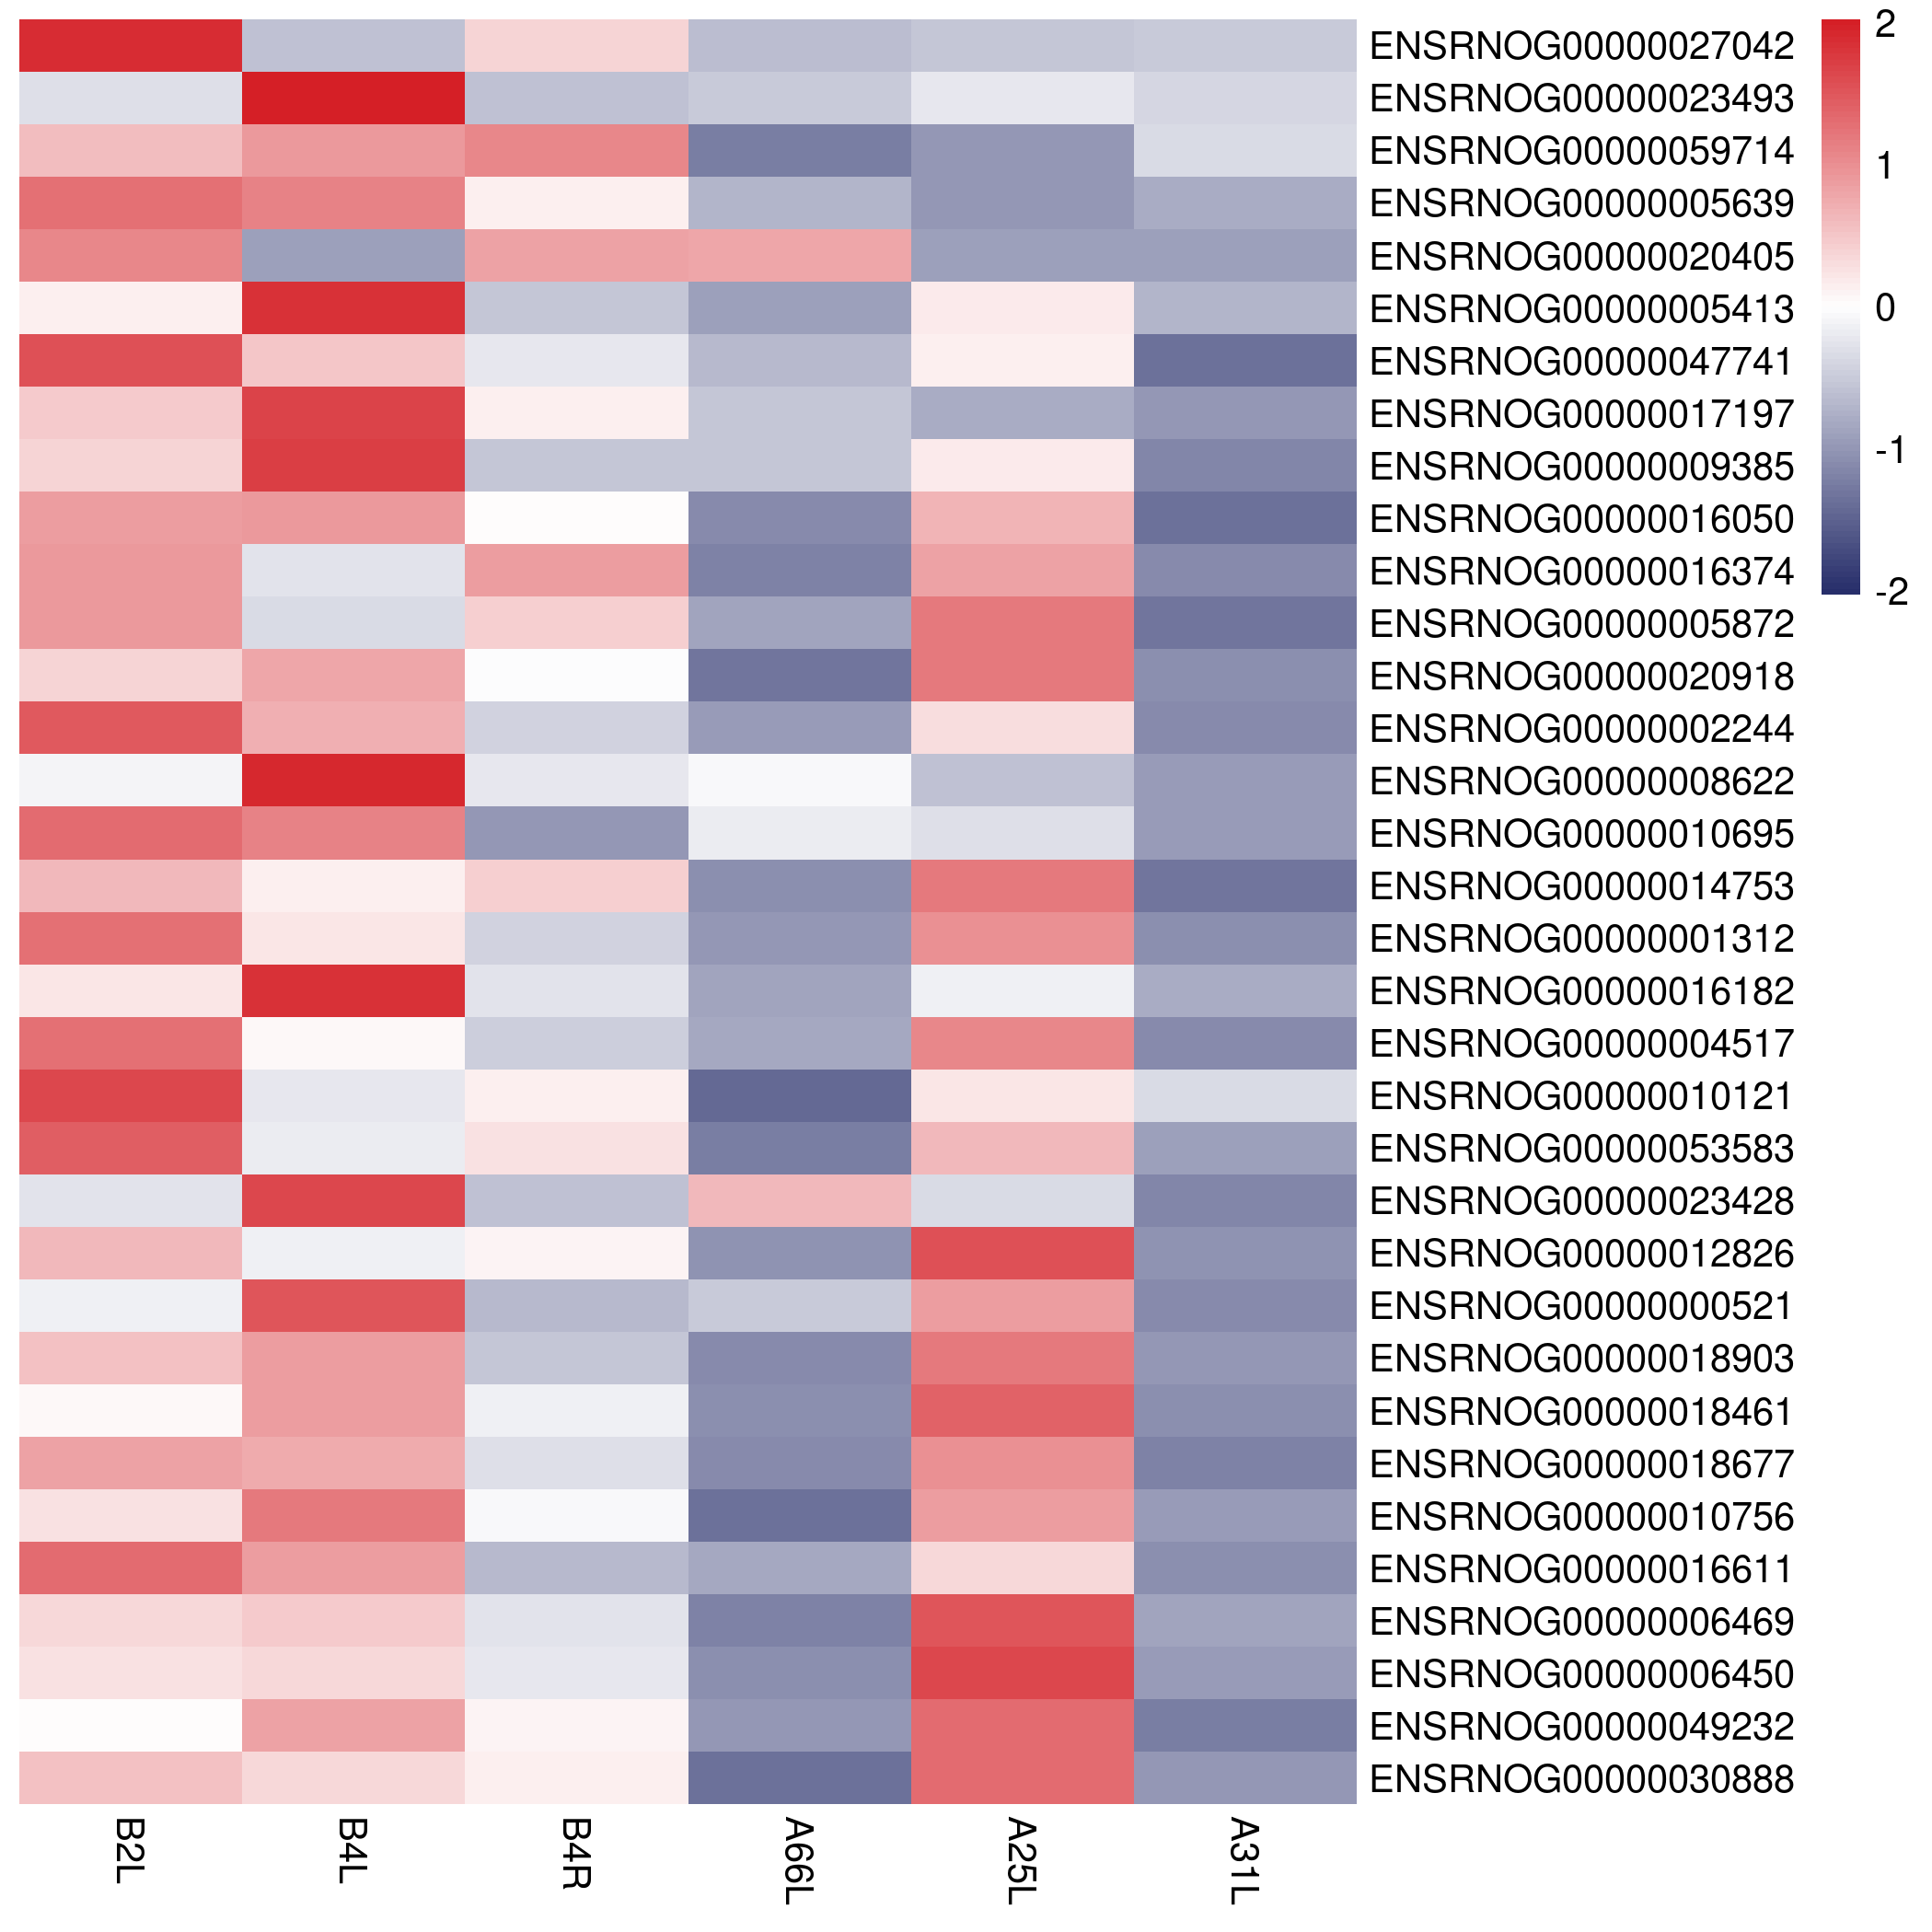 ENSRNOG00000027042
ENSRNOG00000023493
ENSRNOG00000059714
ENSRNOG00000005639
ENSRNOG00000020405
ENSRNOG00000005413
ENSRNOG00000047741
ENSRNOG00000017197
ENSRNOG00000009385
ENSRNOG00000016050
ENSRNOG00000016374
ENSRNOG00000005872
ENSRNOG00000020918
ENSRNOG00000002244
ENSRNOG00000008622
ENSRNOG00000010695
ENSRNOG00000014753
ENSRNOG00000001312
ENSRNOG00000016182
ENSRNOG00000004517
ENSRNOG00000010121
ENSRNOG00000053583
ENSRNOG00000023428
ENSRNOG00000012826
ENSRNOG00000000521
ENSRNOG00000018903
ENSRNOG00000018461
ENSRNOG00000018677
ENSRNOG00000010756
ENSRNOG00000016611
ENSRNOG00000006469
ENSRNOG00000006450
ENSRNOG00000049232
ENSRNOG00000030888
2
1
0
-1
-2
B2L
B4L
B4R
A66L
A25L
A31L